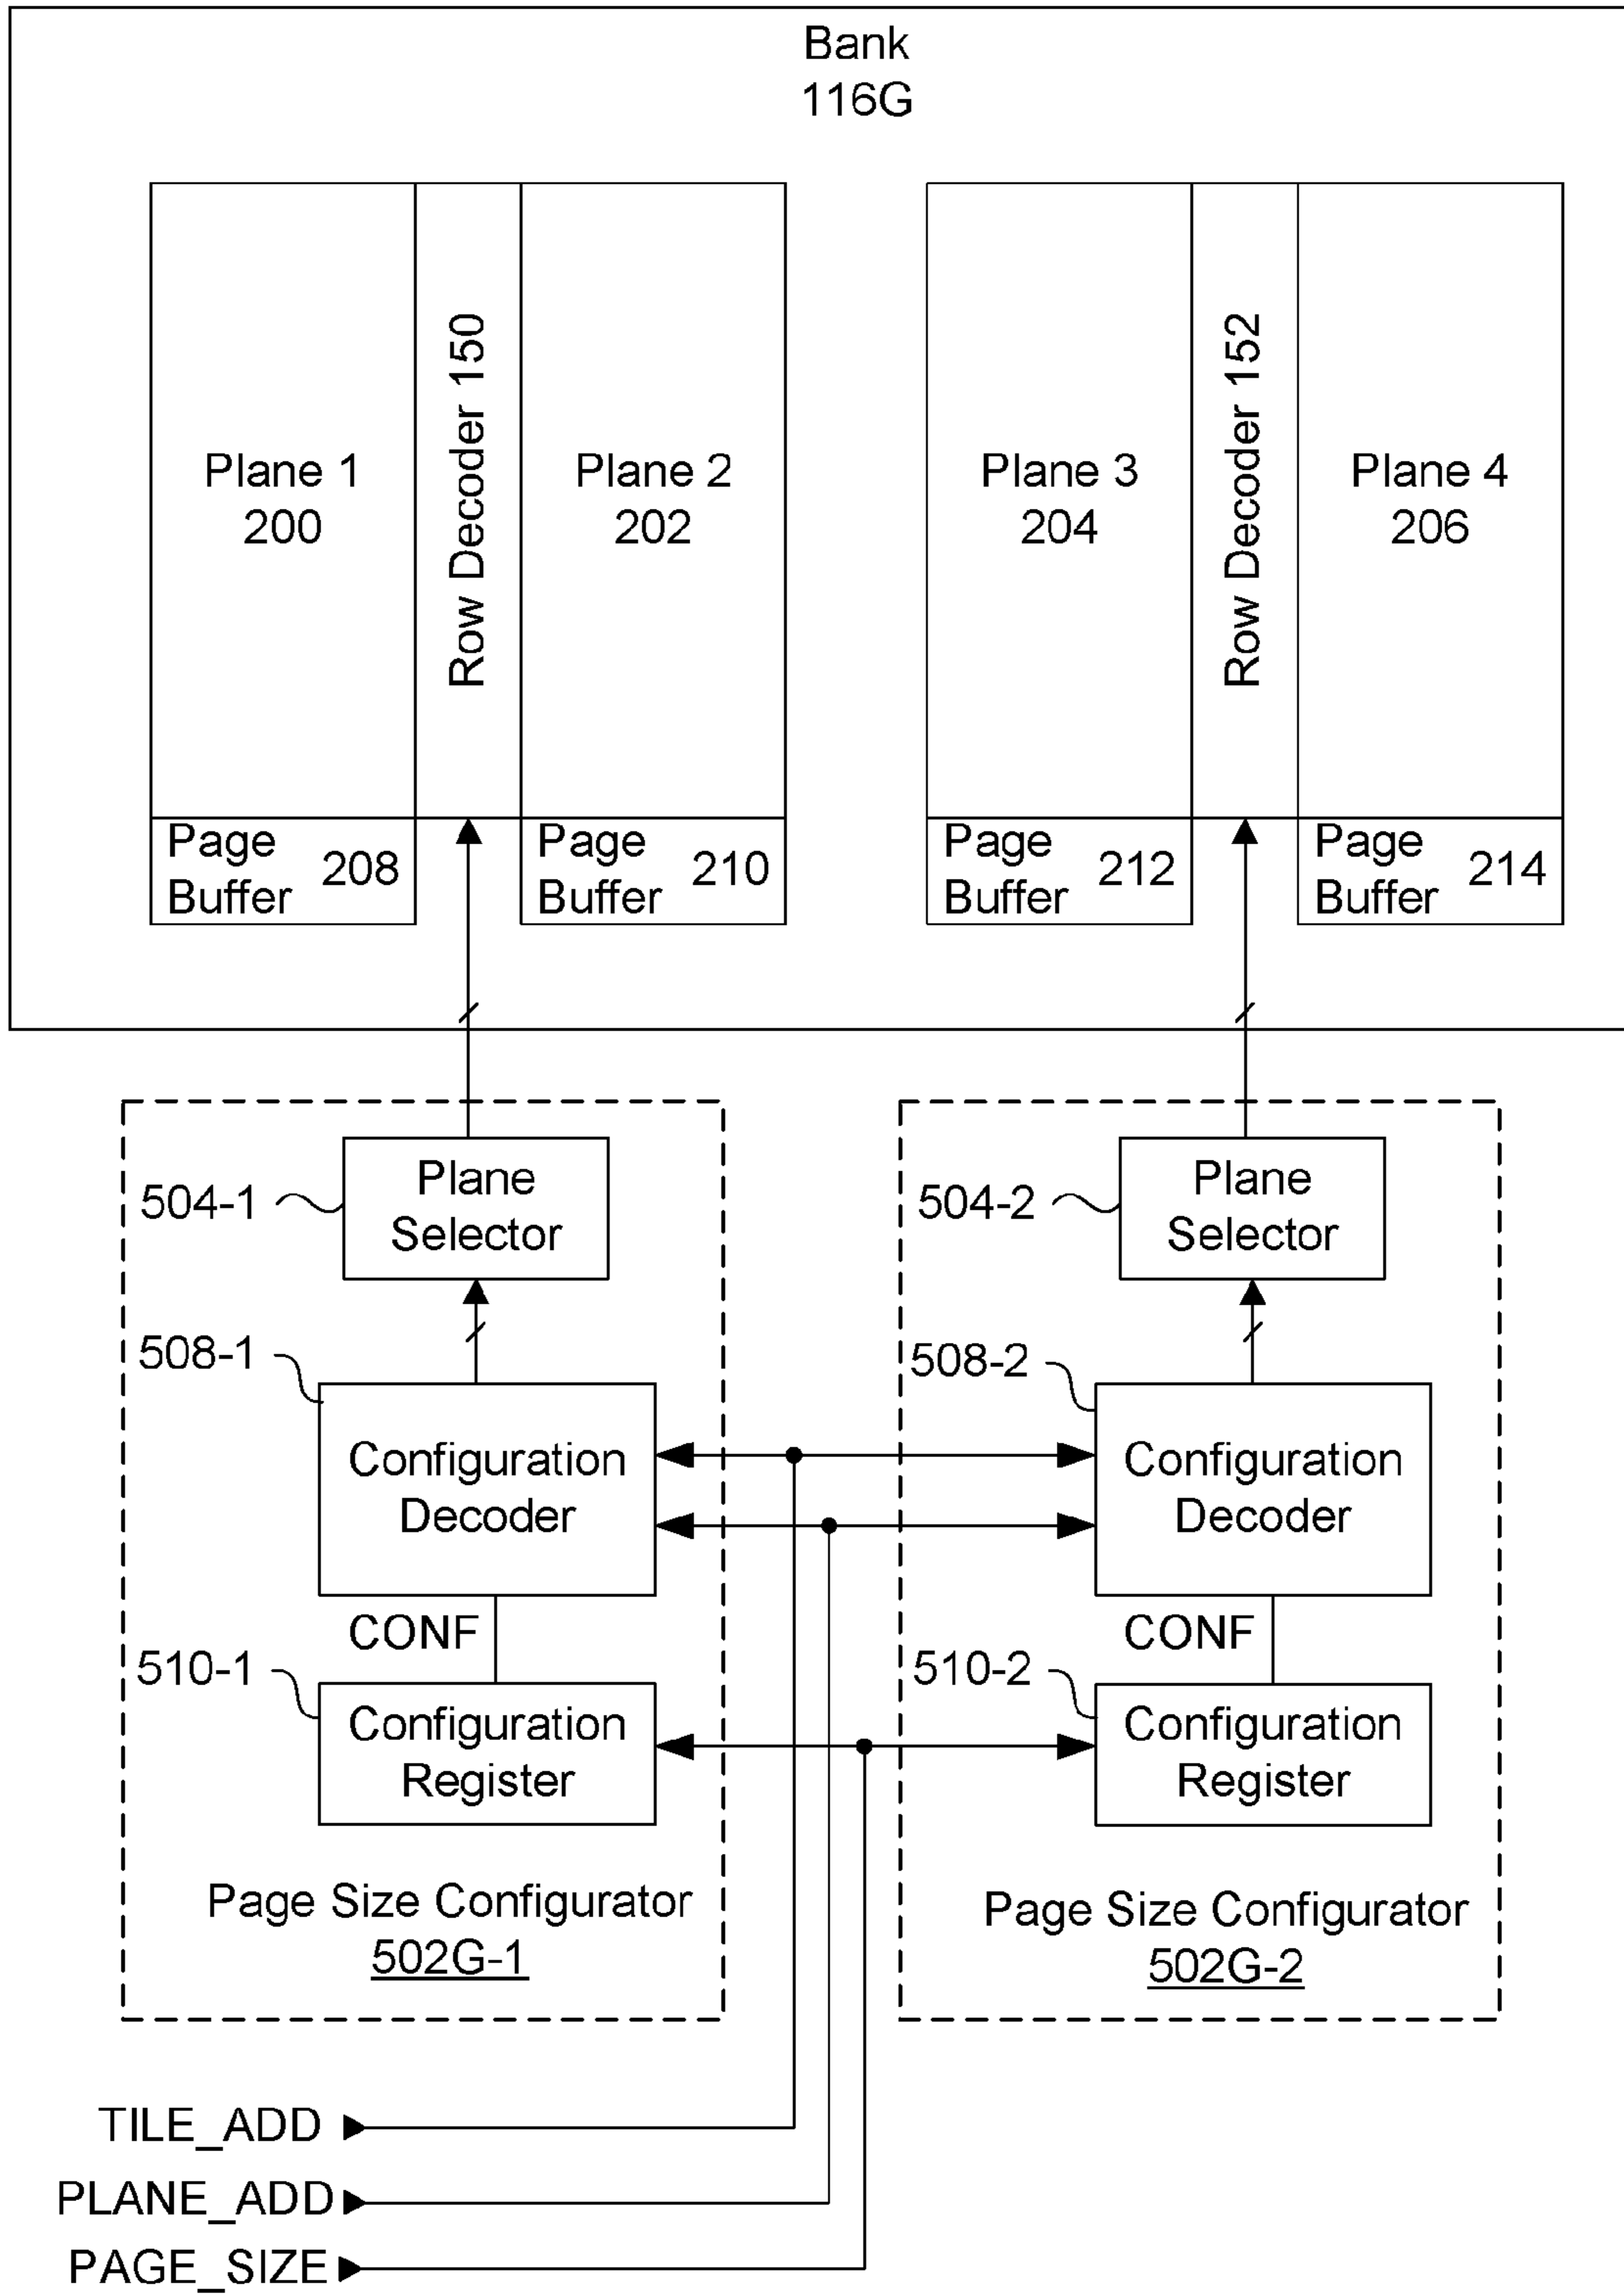 Bank
116G
Plane 1
200
Row Decoder 150
Plane 2
202
Plane 3
204
Row Decoder 152
Plane 4
206
Page
Buffer
208
Page
Buffer
210
Page
Buffer
212
Page
Buffer
214
504-1
Plane
Selector
504-2
Plane
Selector
508-1
Configuration
Decoder
508-2
Configuration
Decoder
CONF
CONF
510-1
Configuration
Register
510-2
Configuration
Register
Page Size Configurator
502G-1
Page Size Configurator
502G-2
TILE_ADD
PLANE_ADD
PAGE_SIZE